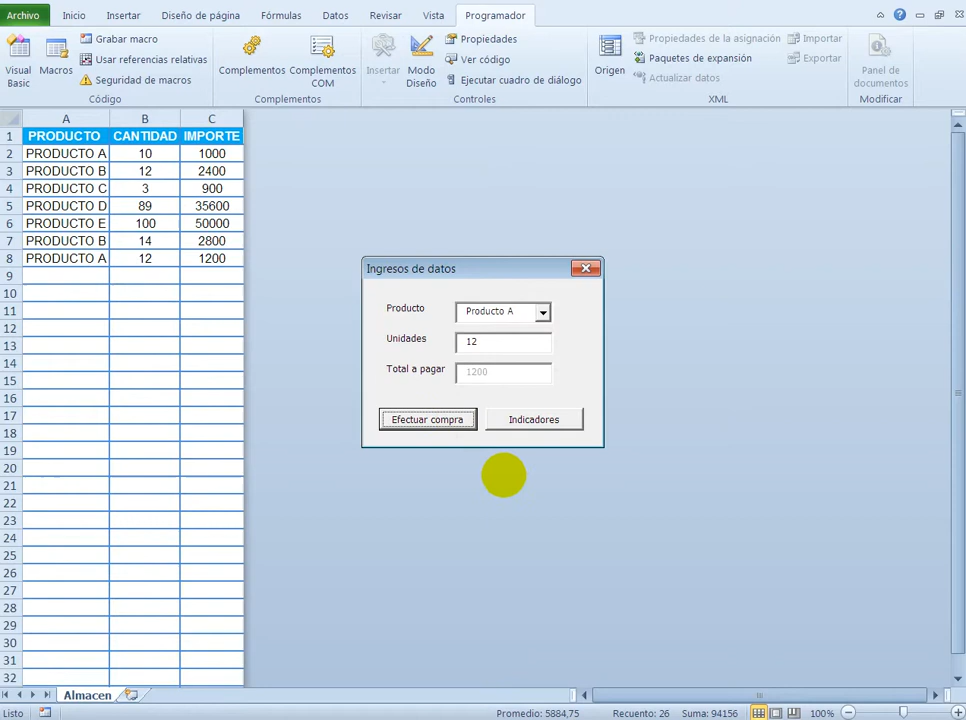 Archivo Inicio Insertar Diseño de página Fórmulas Datos Revisar Vista Programador
Visual Basic
Macros
Grabar macro
Usar referencias relativas
Seguridad de macros
Código
Complementos
Complementos COM
Complementos
Insertar
Modo Diseño
Propiedades
Ver código
Ejecutar cuadro de diálogo
Controles
Origen
Propiedades de la asignación
Paquetes de expansión
Actualizar datos
Importar
Exportar
XML
Panel de documentos
Modificar
A B C
1 PRODUCTO CANTIDAD IMPORTE
2 PRODUCTO A 10 1000
3 PRODUCTO B 12 2400
4 PRODUCTO C 3 900
5 PRODUCTO D 89 35600
6 PRODUCTO E 100 50000
7 PRODUCTO B 14 2800
8 PRODUCTO A 12 1200
9
10
11
12
13
14
15
16
17
18
19
20
21
22
23
24
25
26
27
28
29
30
31
32
Ingresos de datos
Producto Producto A
Unidades 12
Total a pagar 1200
Efectuar compra Indicadores
Almacen
Listo Promedio: 5884,75 Recuento: 26 Suma: 94156 100%